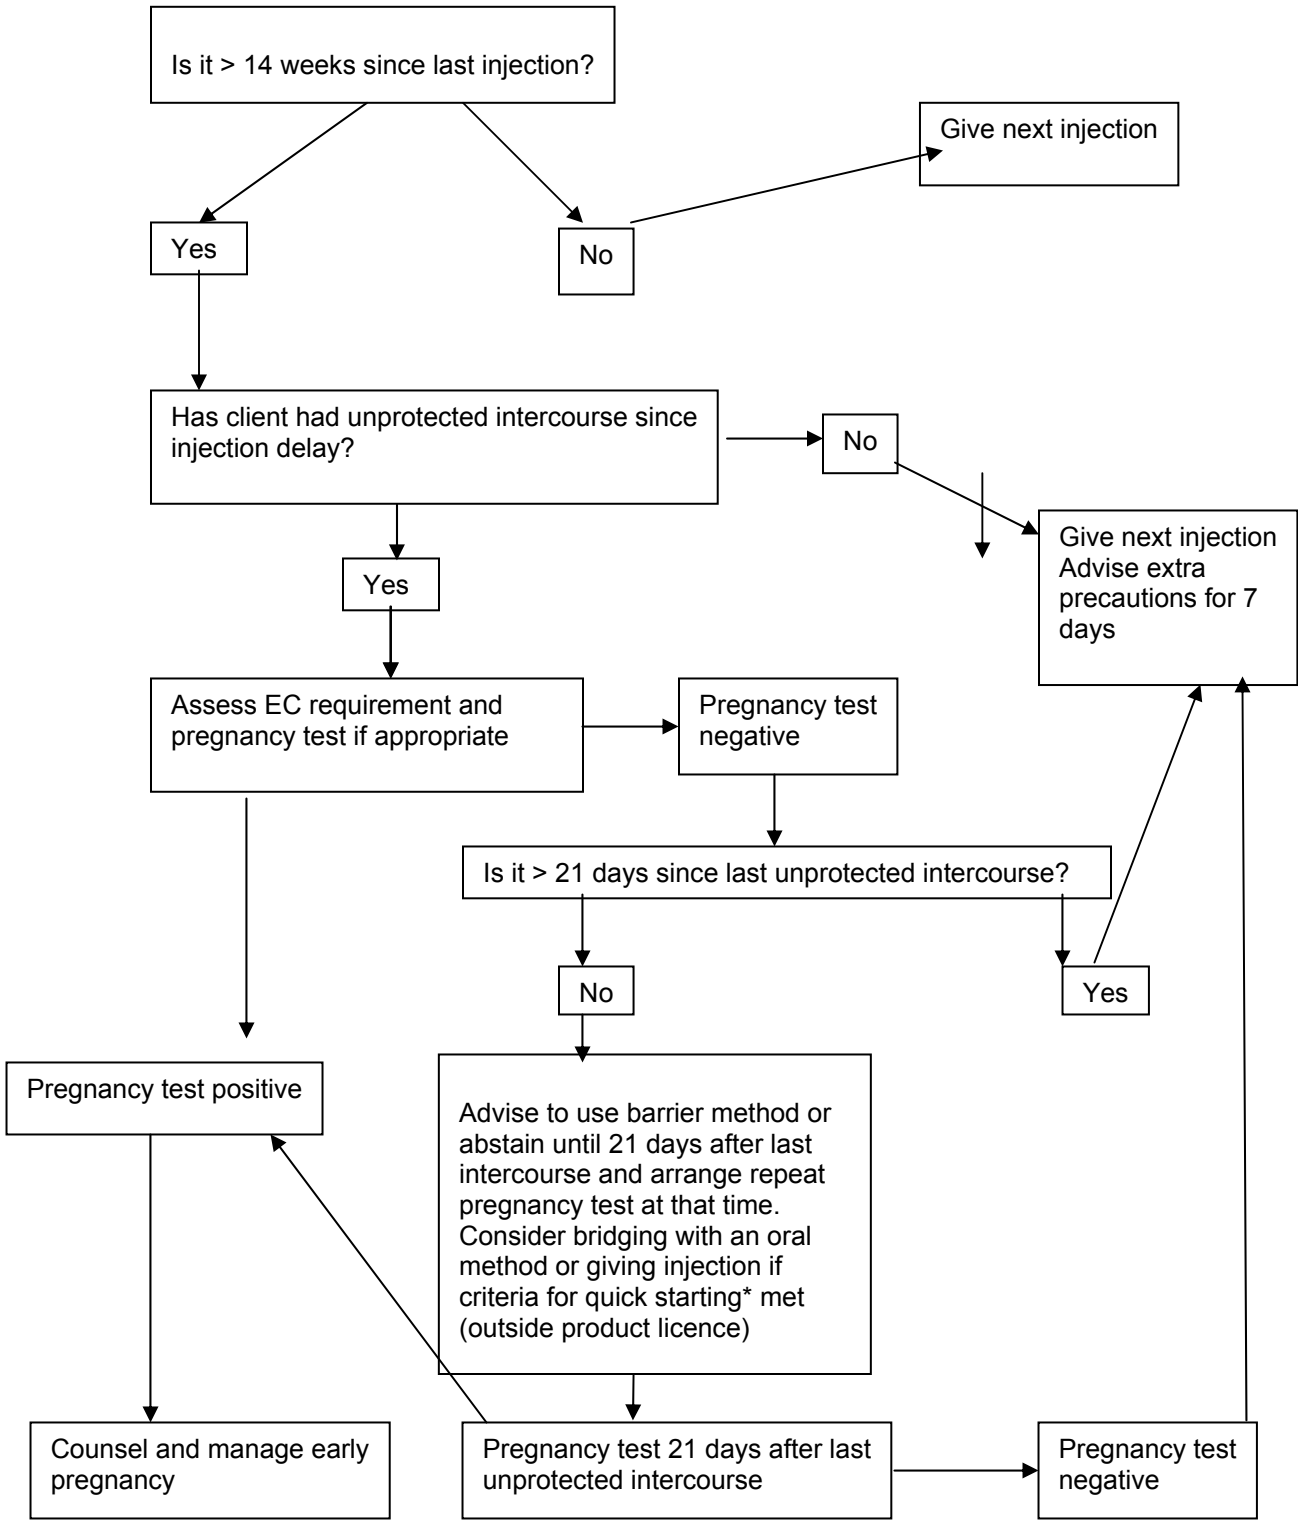 Is it > 14 weeks since last injection?
Give next injection
Yes
No
Has client had unprotected intercourse since
injection delay?
No
Give next injection
Advise extra
precautions for 7
days
Yes
Assess EC requirement and
pregnancy test if appropriate
Pregnancy test
negative
Is it > 21 days since last unprotected intercourse?
No
Yes
Pregnancy test positive
Advise to use barrier method or
abstain until 21 days after last
intercourse and arrange repeat
pregnancy test at that time.
Consider bridging with an oral
method or giving injection if
criteria for quick starting* met
(outside product licence)
Counsel and manage early
pregnancy
Pregnancy test 21 days after last
unprotected intercourse
Pregnancy test
negative